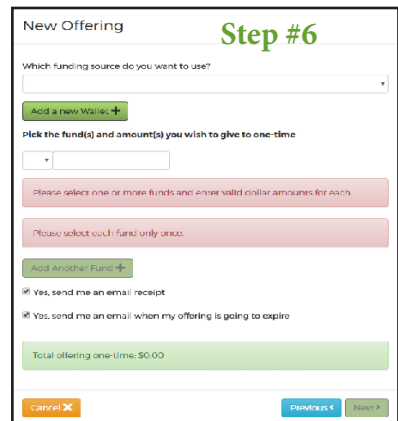 New Offering
Step #6
Which funding source do you want to use?
Add a new Wallet +
Pick the fund(s) and amount(s) you wish to give to one-time
Please select one or more funds and enter valid dollar amounts for each.
Please select each fund only once.
Add Another Fund +
Yes, send me an email receipt
Yes, send me an email when my offering is going to expire
Total offering one-time: $0.00
Cancel X
Previous <
Next >